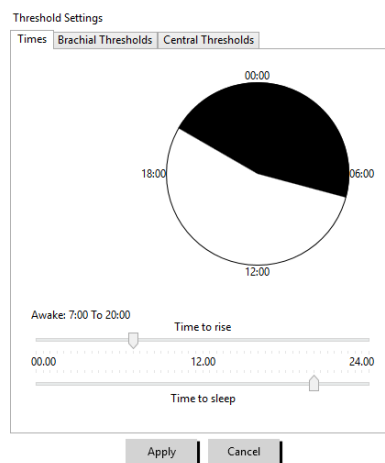 Threshold Settings
Times Brachial Thresholds Central Thresholds
00:00
18:00 06:00
12:00
Awake: 7:00 To 20:00
Time to rise
00.00 12.00 24.00
Time to sleep
Apply Cancel